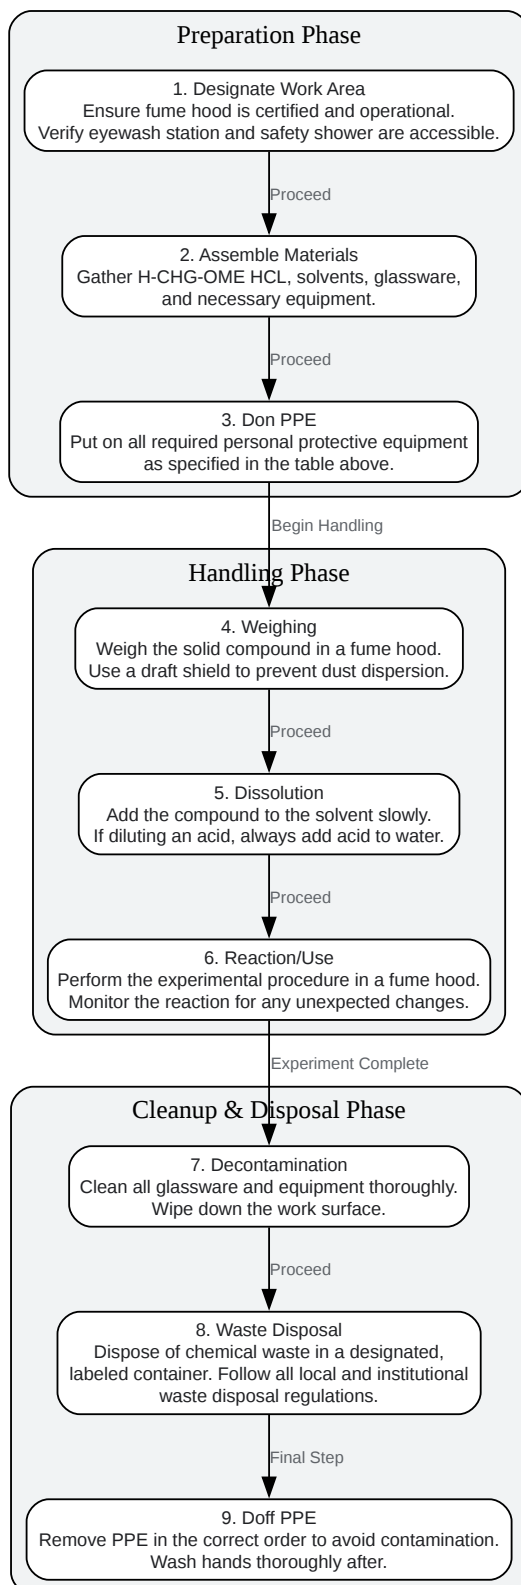 Preparation Phase
1. Designate Work Area
Ensure fume hood is certified and operational.
Verify eyewash station and safety shower are accessible.
Proceed
2. Assemble Materials
Gather H-CHG-OME HCL, solvents, glassware,
and necessary equipment.
Proceed
3. Don PPE
Put on all required personal protective equipment
as specified in the table above.
Begin Handling
Handling Phase
4. Weighing
Weigh the solid compound in a fume hood.
Use a draft shield to prevent dust dispersion.
Proceed
5. Dissolution
Add the compound to the solvent slowly.
If diluting an acid, always add acid to water.
Proceed
6. Reaction/Use
Perform the experimental procedure in a fume hood.
Monitor the reaction for any unexpected changes.
Experiment Complete
Cleanup & Disposal Phase
7. Decontamination
Clean all glassware and equipment thoroughly.
Wipe down the work surface.
Proceed
8. Waste Disposal
Dispose of chemical waste in a designated,
labeled container. Follow all local and institutional
waste disposal regulations.
Final Step
9. Doff PPE
Remove PPE in the correct order to avoid contamination.
Wash hands thoroughly after.